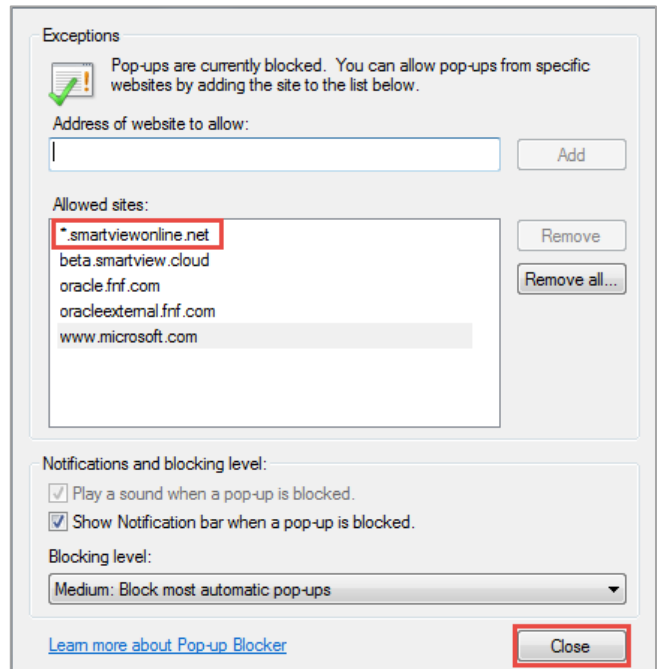 Exceptions
Pop-ups are currently blocked. You can allow pop-ups from specific
websites by adding the site to the list below.
Address of website to allow:
Add
Allowed sites:
*.smartviewonline.net
Remove
beta.smartview.cloud
oracle.fnf.com
Remove all...
oracleexternal.fnf.com
www.microsoft.com
Notifications and blocking level:
Play a sound when a pop-up is blocked.
Show Notification bar when a pop-up is blocked.
Blocking level:
Medium: Block most automatic pop-ups
Learn more about Pop-up Blocker
Close